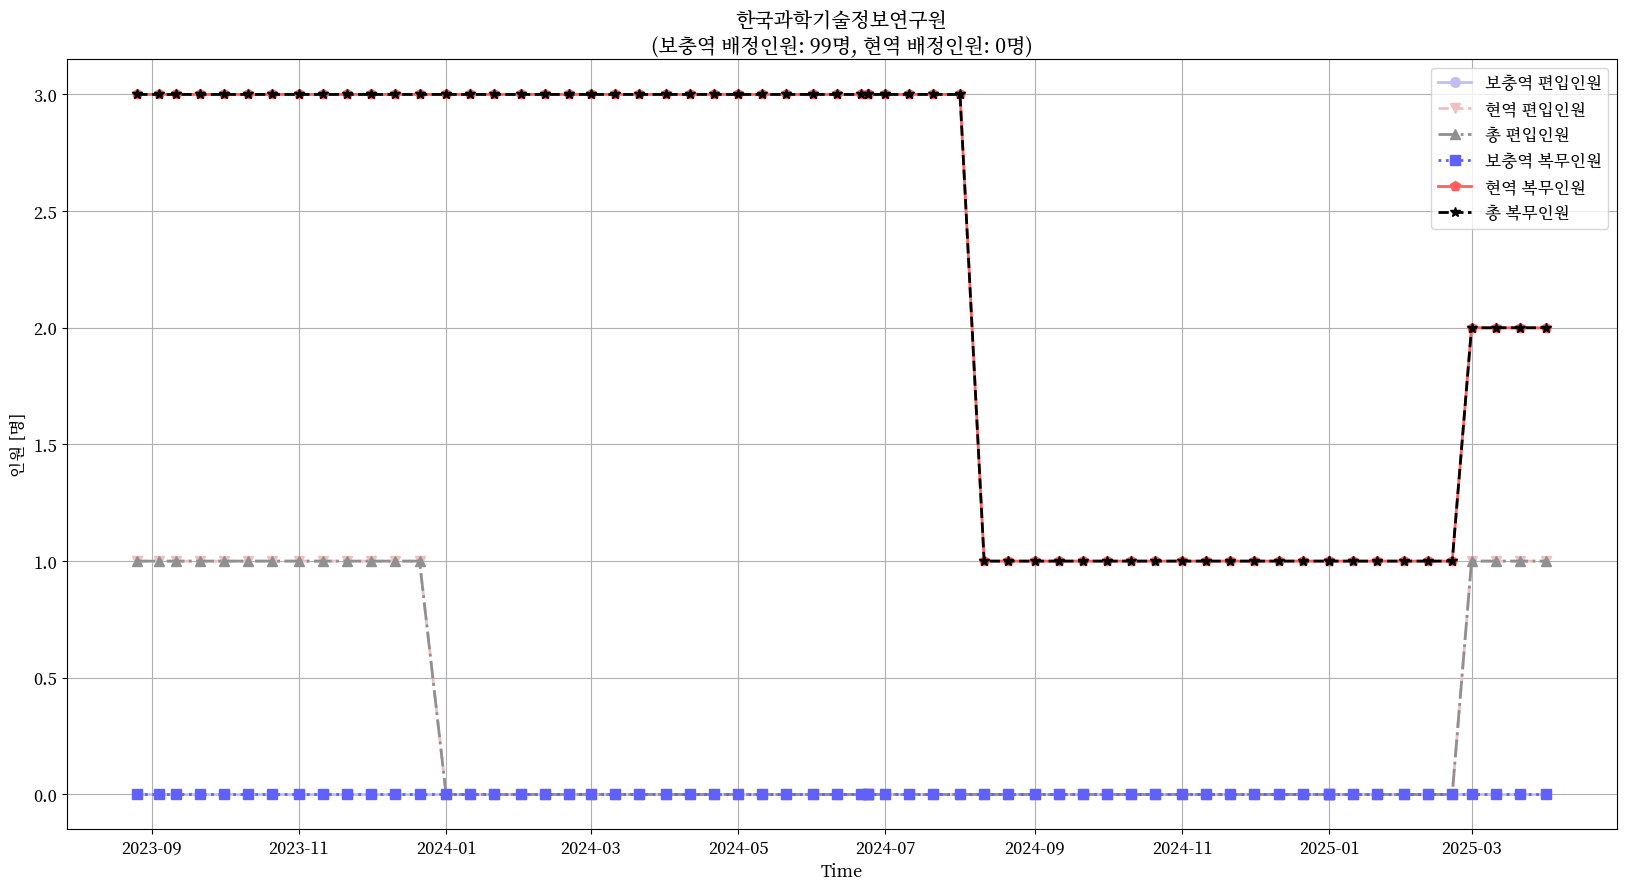 한국과학기술정보연구원
(보충역 배정인원: 99명, 현역 배정인원: 0명)
보충역 편입인원
현역 편입인원
총 편입인원
보충역 복무인원
현역 복무인원
총 복무인원
인원 [명]
3.0
2.5
2.0
1.5
1.0
0.5
0.0
2023-09
2023-11
2024-01
2024-03
2024-05
2024-07
2024-09
2024-11
2025-01
2025-03
Time